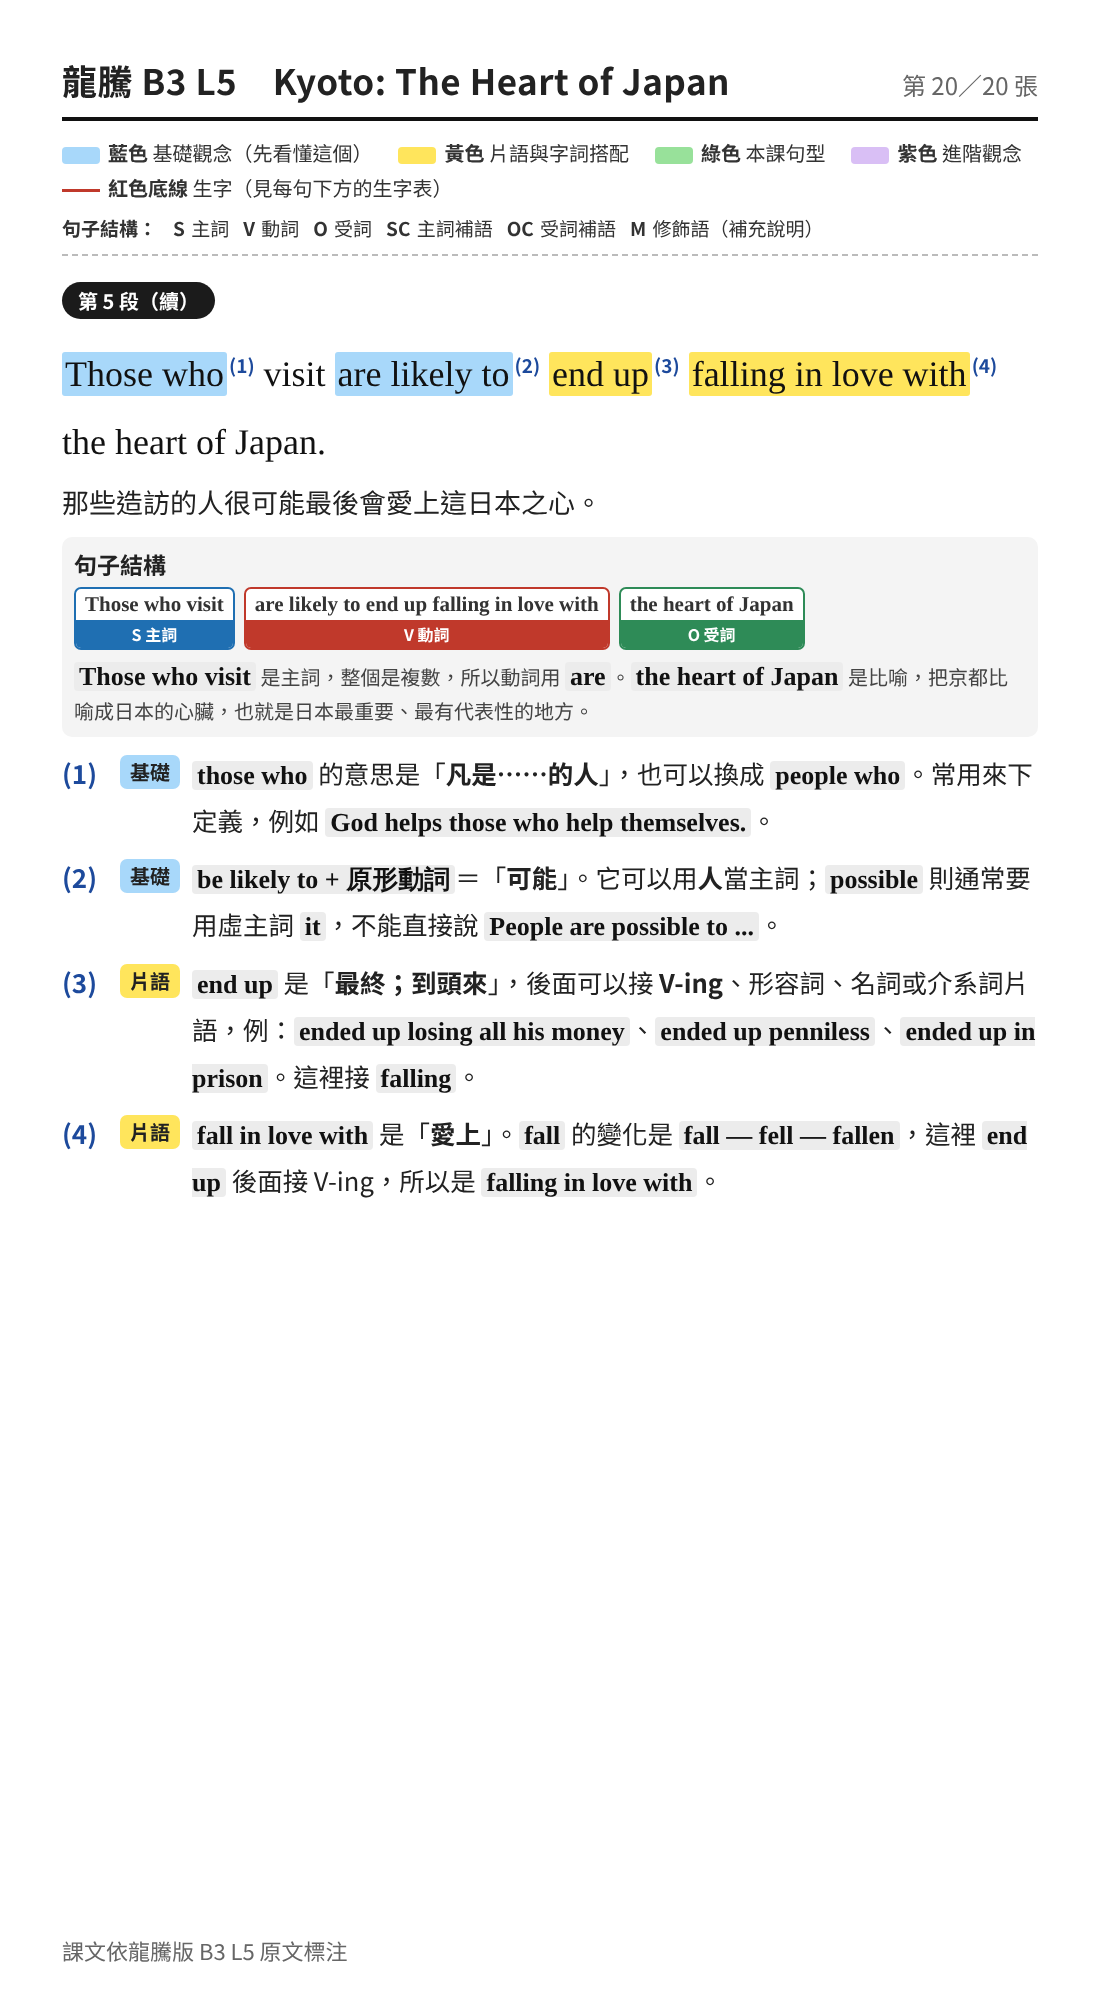 龍騰 B3 L5　Kyoto: The Heart of Japan
第 20／20 張
藍色 基礎觀念（先看懂這個）　黃色 片語與字詞搭配　綠色 本課句型　紫色 進階觀念
紅色底線 生字（見每句下方的生字表）
句子結構： S 主詞 V 動詞 O 受詞 SC 主詞補語 OC 受詞補語 M 修飾語（補充說明）
第 5 段（續）
Those who(1) visit are likely to(2) end up(3) falling in love with(4)
the heart of Japan.
那些造訪的人很可能最後會愛上這日本之心。
句子結構
Those who visit　are likely to end up falling in love with　the heart of Japan
S 主詞　V 動詞　O 受詞
Those who visit 是主詞，整個是複數，所以動詞用 are 。the heart of Japan 是比喻，把京都比
喻成日本的心臟，也就是日本最重要、最有代表性的地方。
(1) 基礎 those who 的意思是「凡是⋯⋯的人」，也可以換成 people who 。常用來下
定義，例如 God helps those who help themselves. 。
(2) 基礎 be likely to + 原形動詞＝「可能」。它可以用人當主詞；possible 則通常要
用虛主詞 it ，不能直接說 People are possible to ... 。
(3) 片語 end up 是「最終；到頭來」，後面可以接 V-ing、形容詞、名詞或介系詞片
語，例：ended up losing all his money 、ended up penniless 、ended up in
prison 。這裡接 falling 。
(4) 片語 fall in love with 是「愛上」。fall 的變化是 fall — fell — fallen ，這裡 end
up 後面接 V-ing，所以是 falling in love with 。
課文依龍騰版 B3 L5 原文標注